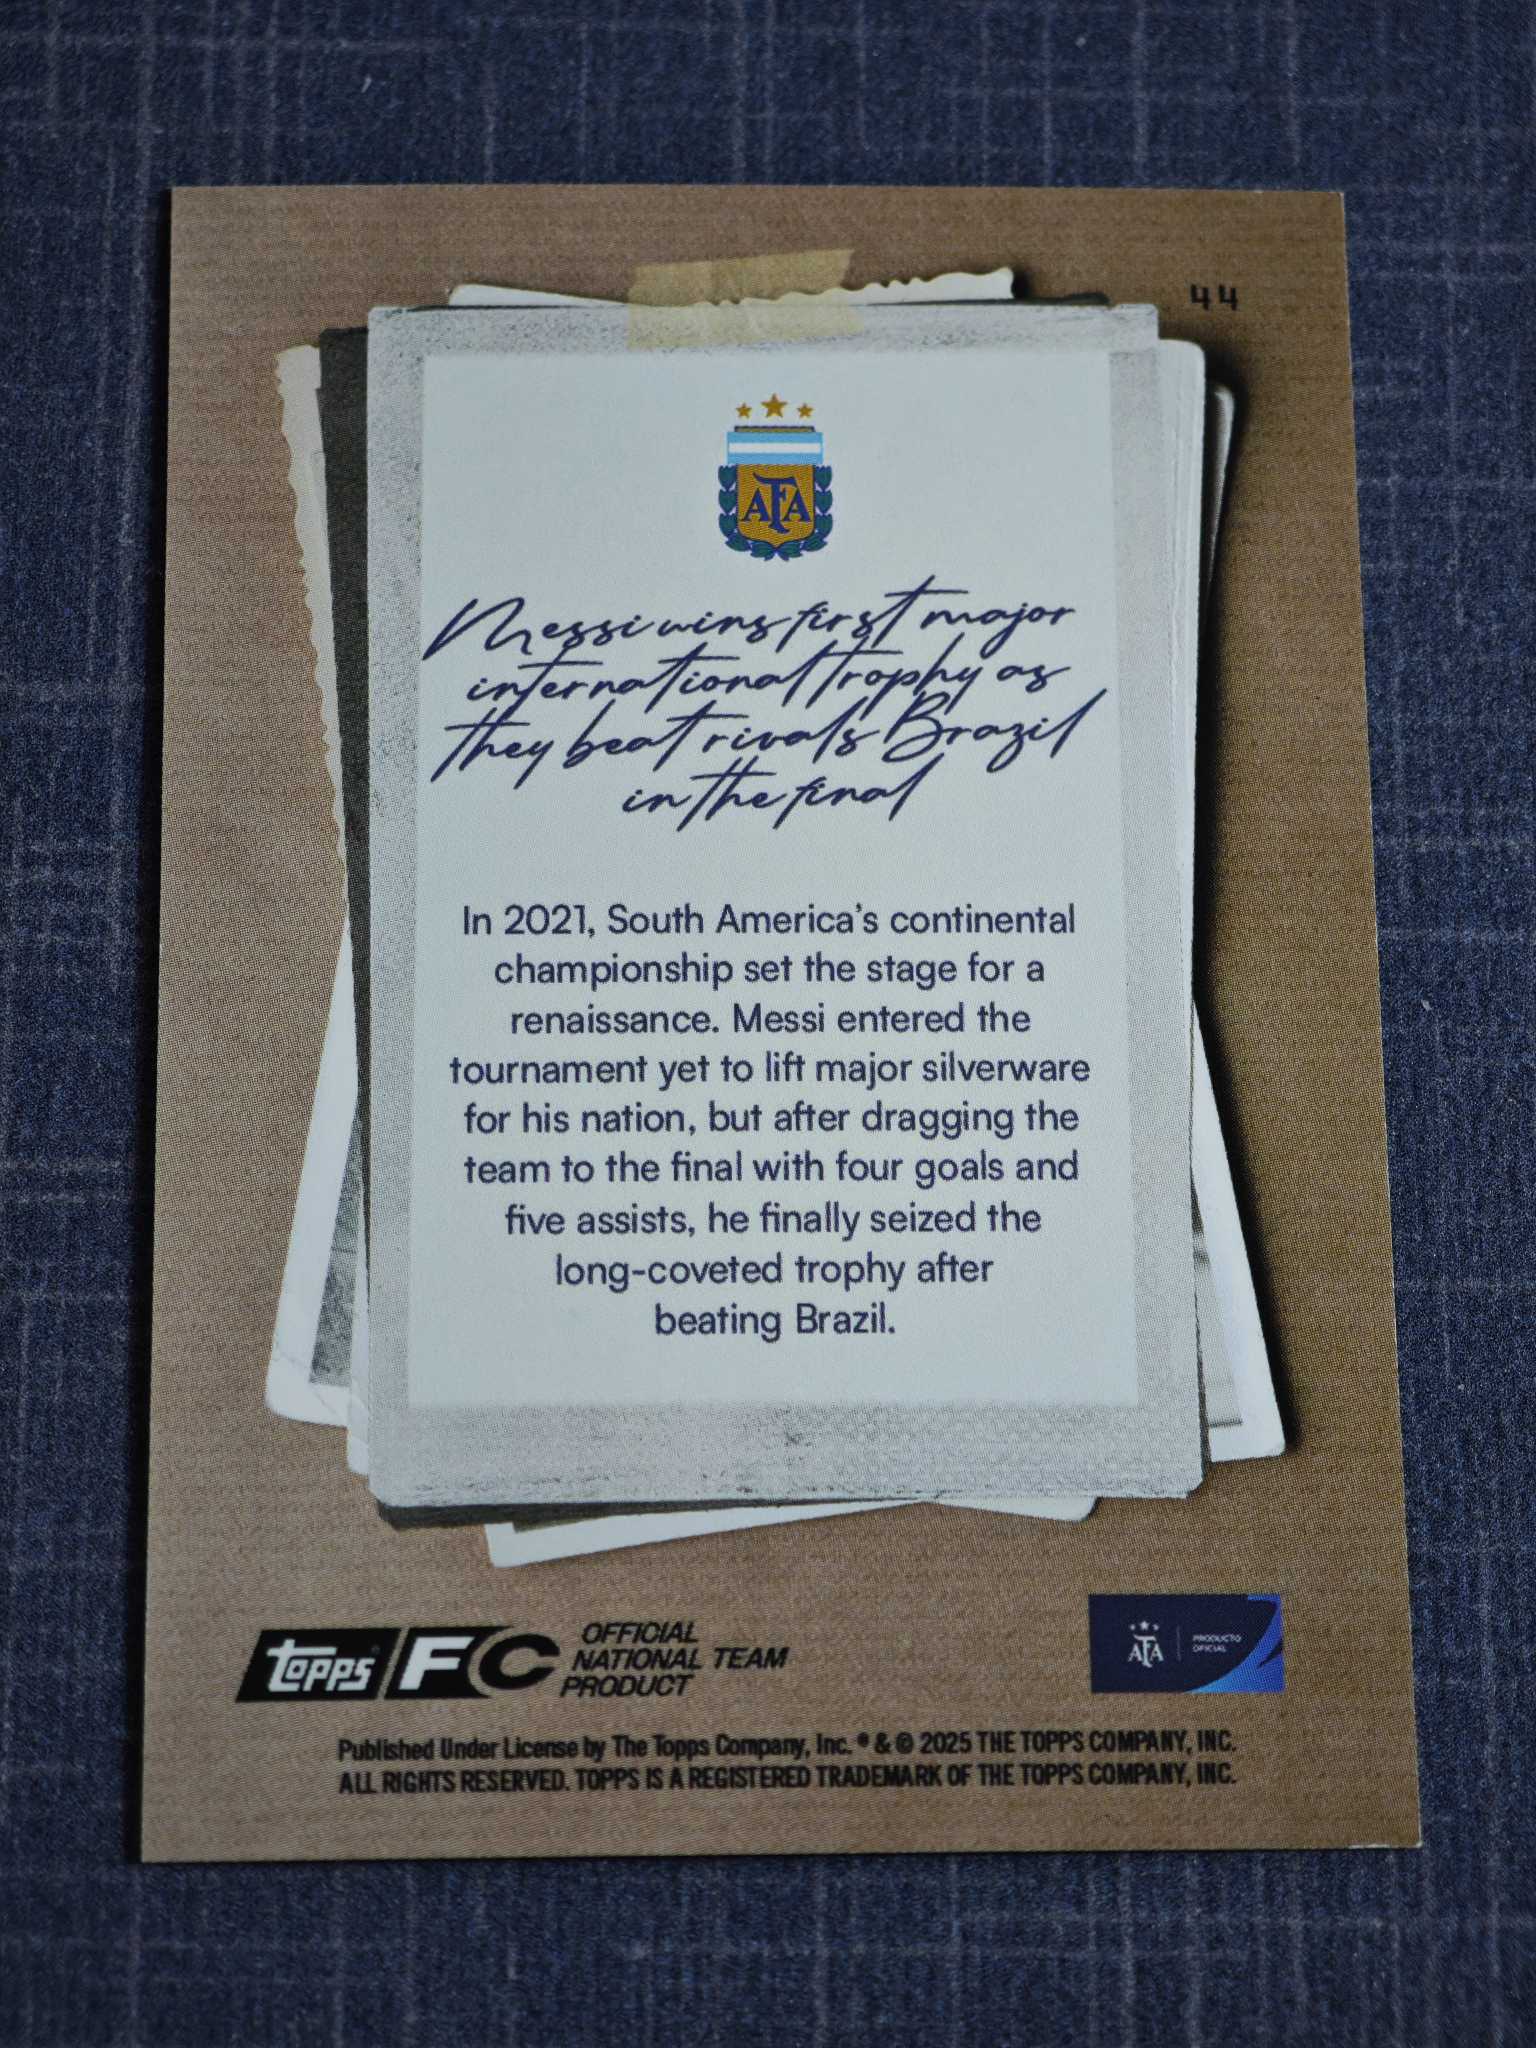 44
AFA
Messi wins first major
international trophy as
they beat rivals Brazil
in the final
In 2021, South America's continental
championship set the stage for a
renaissance. Messi entered the
tournament yet to lift major silverware
for his nation, but after dragging the
team to the final with four goals and
five assists, he finally seized the
long-coveted trophy after
beating Brazil.
topps FC OFFICIAL
NATIONAL TEAM
PRODUCT
AFA PRODUCTO
OFICIAL
Published Under License by The Topps Company, Inc. ® & © 2025 THE TOPPS COMPANY, INC.
ALL RIGHTS RESERVED. TOPPS IS A REGISTERED TRADEMARK OF THE TOPPS COMPANY, INC.